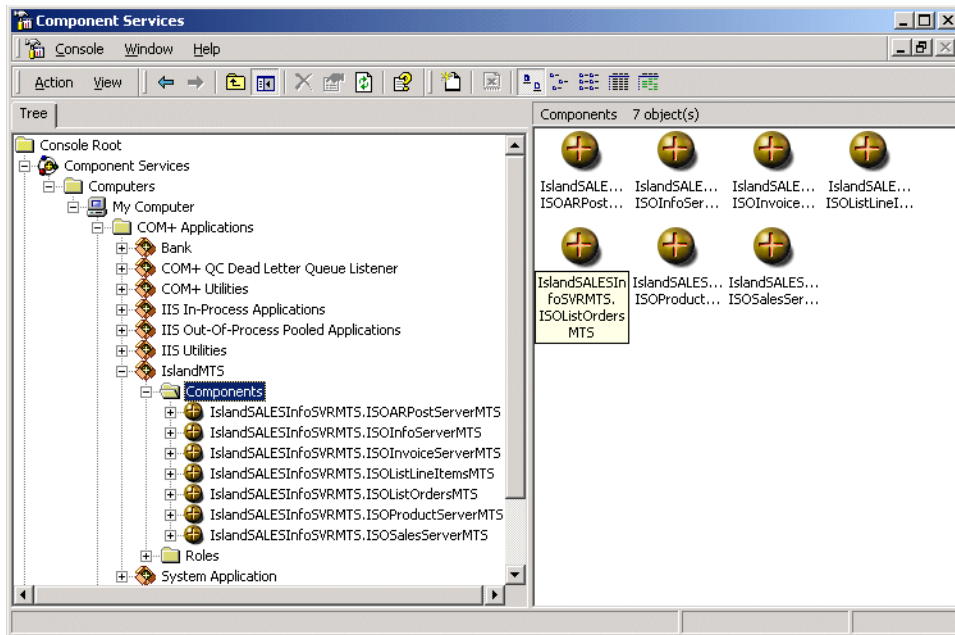 Component Services
Console Window Help
Action View
Tree
Components 7 object(s)
Console Root
Component Services
Computers
My Computer
COM+ Applications
Bank
COM+ QC Dead Letter Queue Listener
COM+ Utilities
IIS In-Process Applications
IIS Out-Of-Process Pooled Applications
IIS Utilities
IslandMTS
Components
IslandSALESInfoSVRMTS.ISOARPostServerMTS
IslandSALESInfoSVRMTS.ISOInfoServerMTS
IslandSALESInfoSVRMTS.ISOInvoiceServerMTS
IslandSALESInfoSVRMTS.ISOListLineItemsMTS
IslandSALESInfoSVRMTS.ISOListOrdersMTS
IslandSALESInfoSVRMTS.ISOProductServerMTS
IslandSALESInfoSVRMTS.ISOSalesServerMTS
Roles
System Application
IslandSALE... IslandSALE... IslandSALE... IslandSALE...
ISOARPost... ISOInfoSer... ISOInvoice... ISOListLineI...
IslandSALESIn IslandSALES... IslandSALES...
foSVRMTS. ISOProduct... ISOSalesSer...
ISOListOrders
MTS